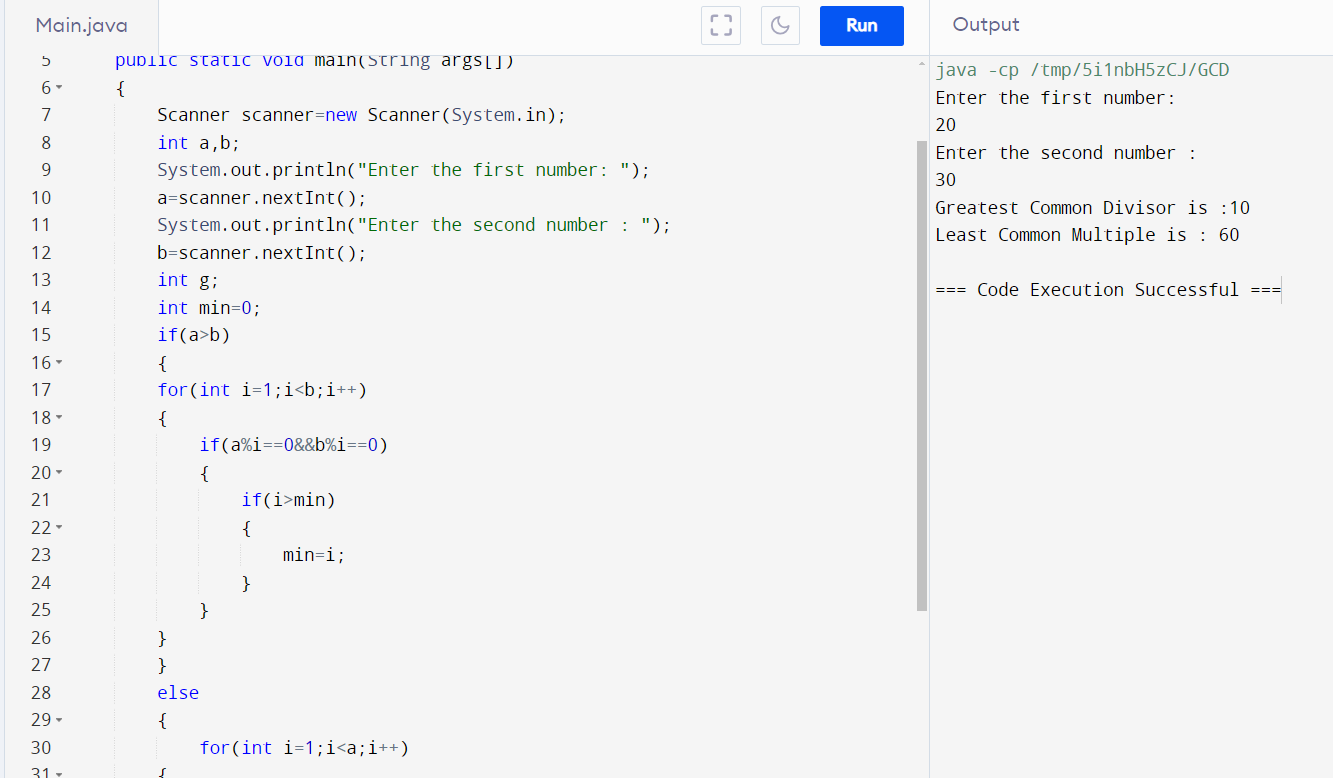 Main.java
Run
Output
5 public static void main(String args[])
6 {
7 Scanner scanner=new Scanner(System.in);
8 int a,b;
9 System.out.println("Enter the first number: ");
10 a=scanner.nextInt();
11 System.out.println("Enter the second number : ");
12 b=scanner.nextInt();
13 int g;
14 int min=0;
15 if(a>b)
16 {
17 for(int i=1;i<b;i++)
18 {
19 if(a%i==0&&b%i==0)
20 {
21 if(i>min)
22 {
23 min=i;
24 }
25 }
26 }
27 }
28 else
29 {
30 for(int i=1;i<a;i++)
31 {
java -cp /tmp/5i1nbH5zCJ/GCD
Enter the first number:
20
Enter the second number :
30
Greatest Common Divisor is :10
Least Common Multiple is : 60
=== Code Execution Successful ===